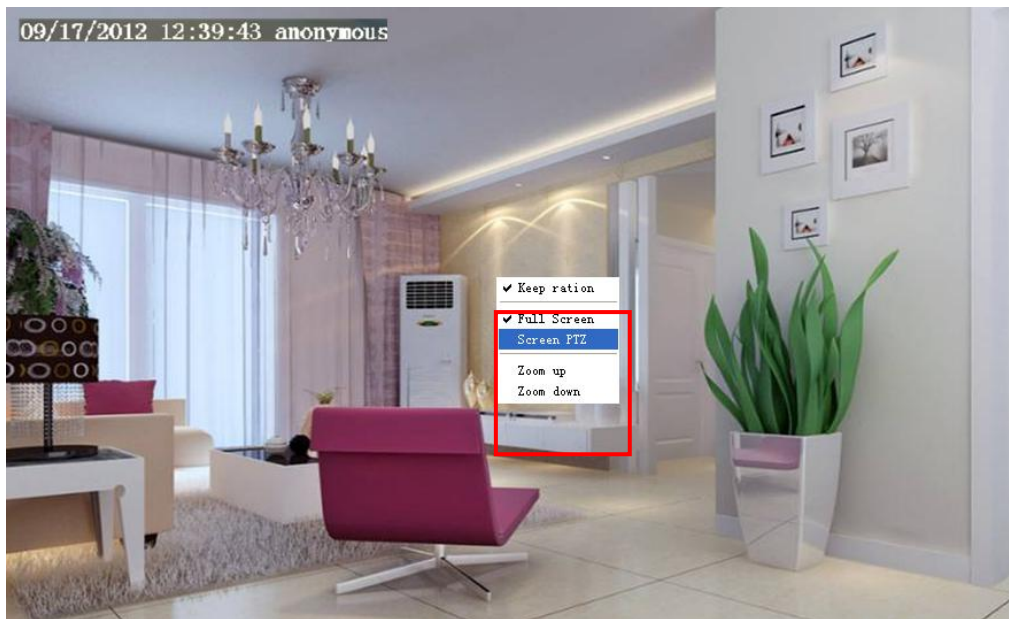 09/17/2012 12:39:43 anonymous
✔ Keep ration
✔ Full Screen
Screen PTZ
Zoom up
Zoom down